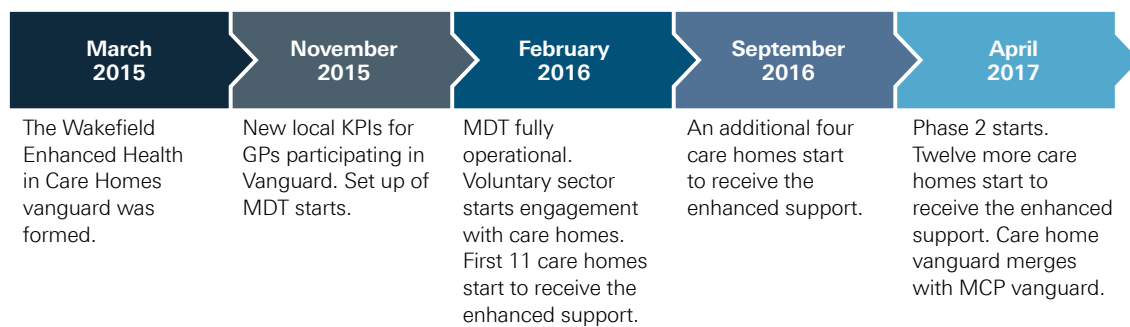 March
2015
November
2015
February
2016
September
2016
April
2017
The Wakefield
Enhanced Health
in Care Homes
vanguard was
formed.
New local KPIs for
GPs participating in
Vanguard. Set up of
MDT starts.
MDT fully
operational.
Voluntary sector
starts engagement
with care homes.
First 11 care homes
start to receive the
enhanced support.
An additional four
care homes start
to receive the
enhanced support.
Phase 2 starts.
Twelve more care
homes start to
receive the enhanced
support. Care home
vanguard merges
with MCP vanguard.